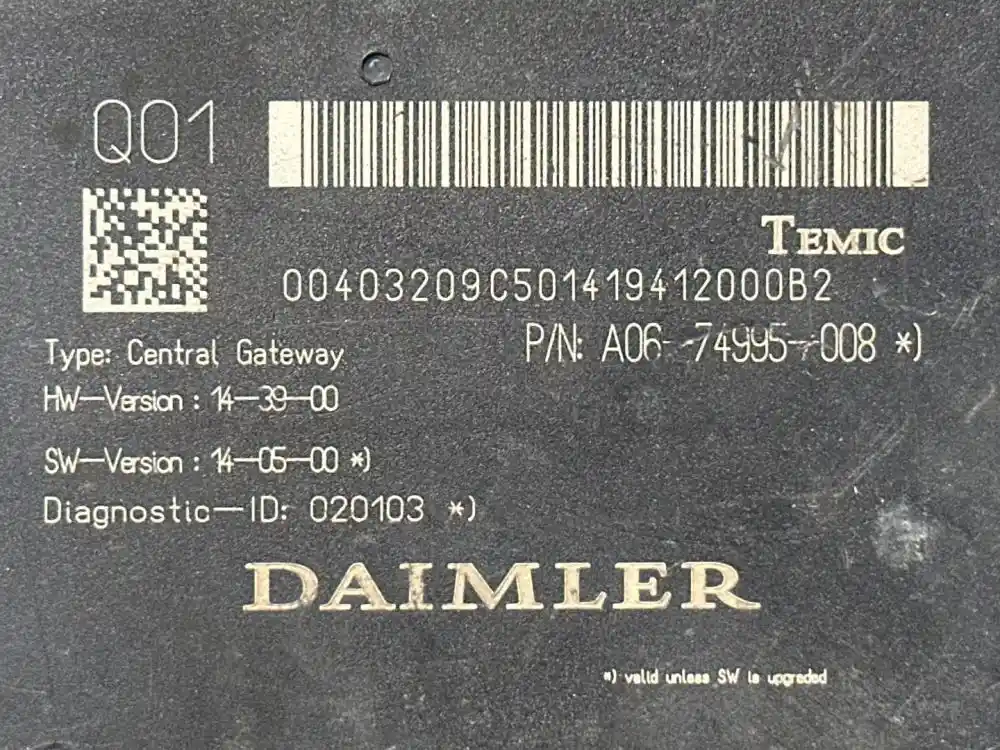 Q01
TEMIC
00403209C501419412000B2
P/N: A06-74995-008 *)
Type: Central Gateway
HW-Version : 14-39-00
SW-Version : 14-05-00 *)
Diagnostic-ID: 020103 *)
DAIMLER
*) valid unless SW is upgraded